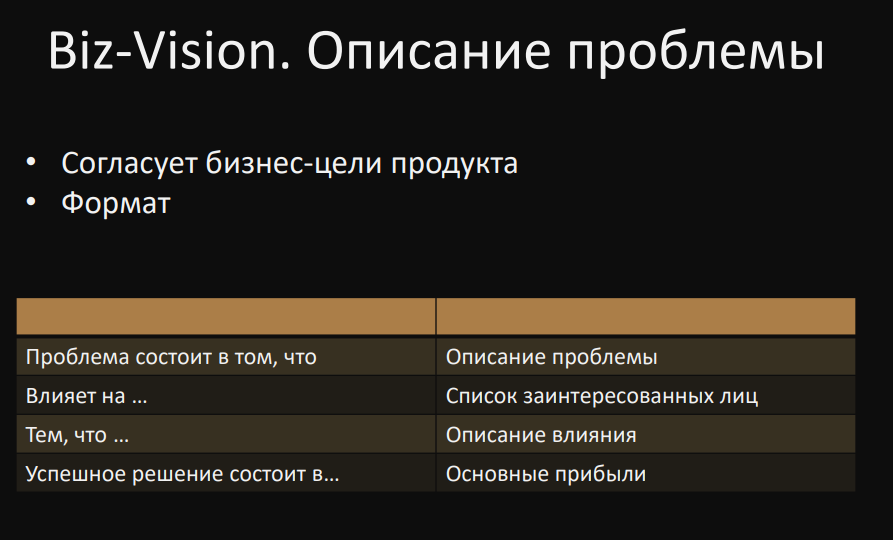 Biz-Vision. Описание проблемы
• Согласует бизнес-цели продукта
• Формат
Проблема состоит в том, что Описание проблемы
Влияет на ... Список заинтересованных лиц
Тем, что ... Описание влияния
Успешное решение состоит в... Основные прибыли